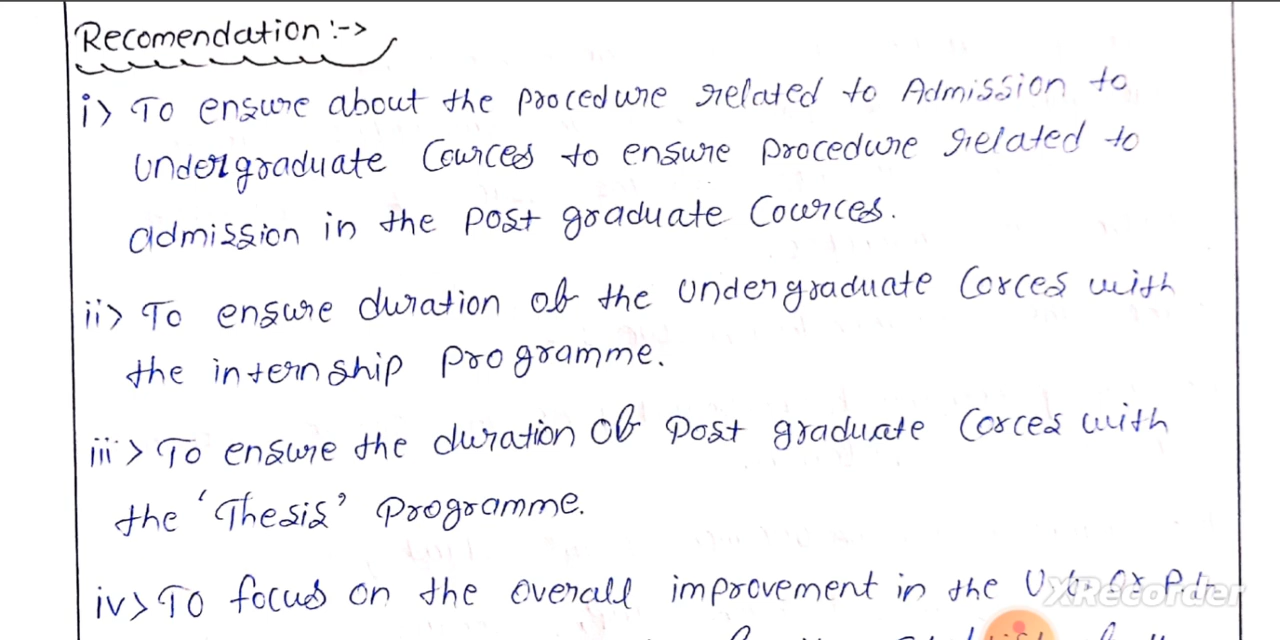 Recomendation :->
i> To ensure about the procedure related to Admission to
Undergraduate Cources to ensure procedure related to
admission in the post graduate Cources.
ii> To ensure duration of the undergraduate Corces with
the internship programme.
iii> To ensure the duration of Post graduate Corces with
the 'Thesis' Programme.
iv> To focus on the overall improvement in the U.G. or P.G
XRecorder